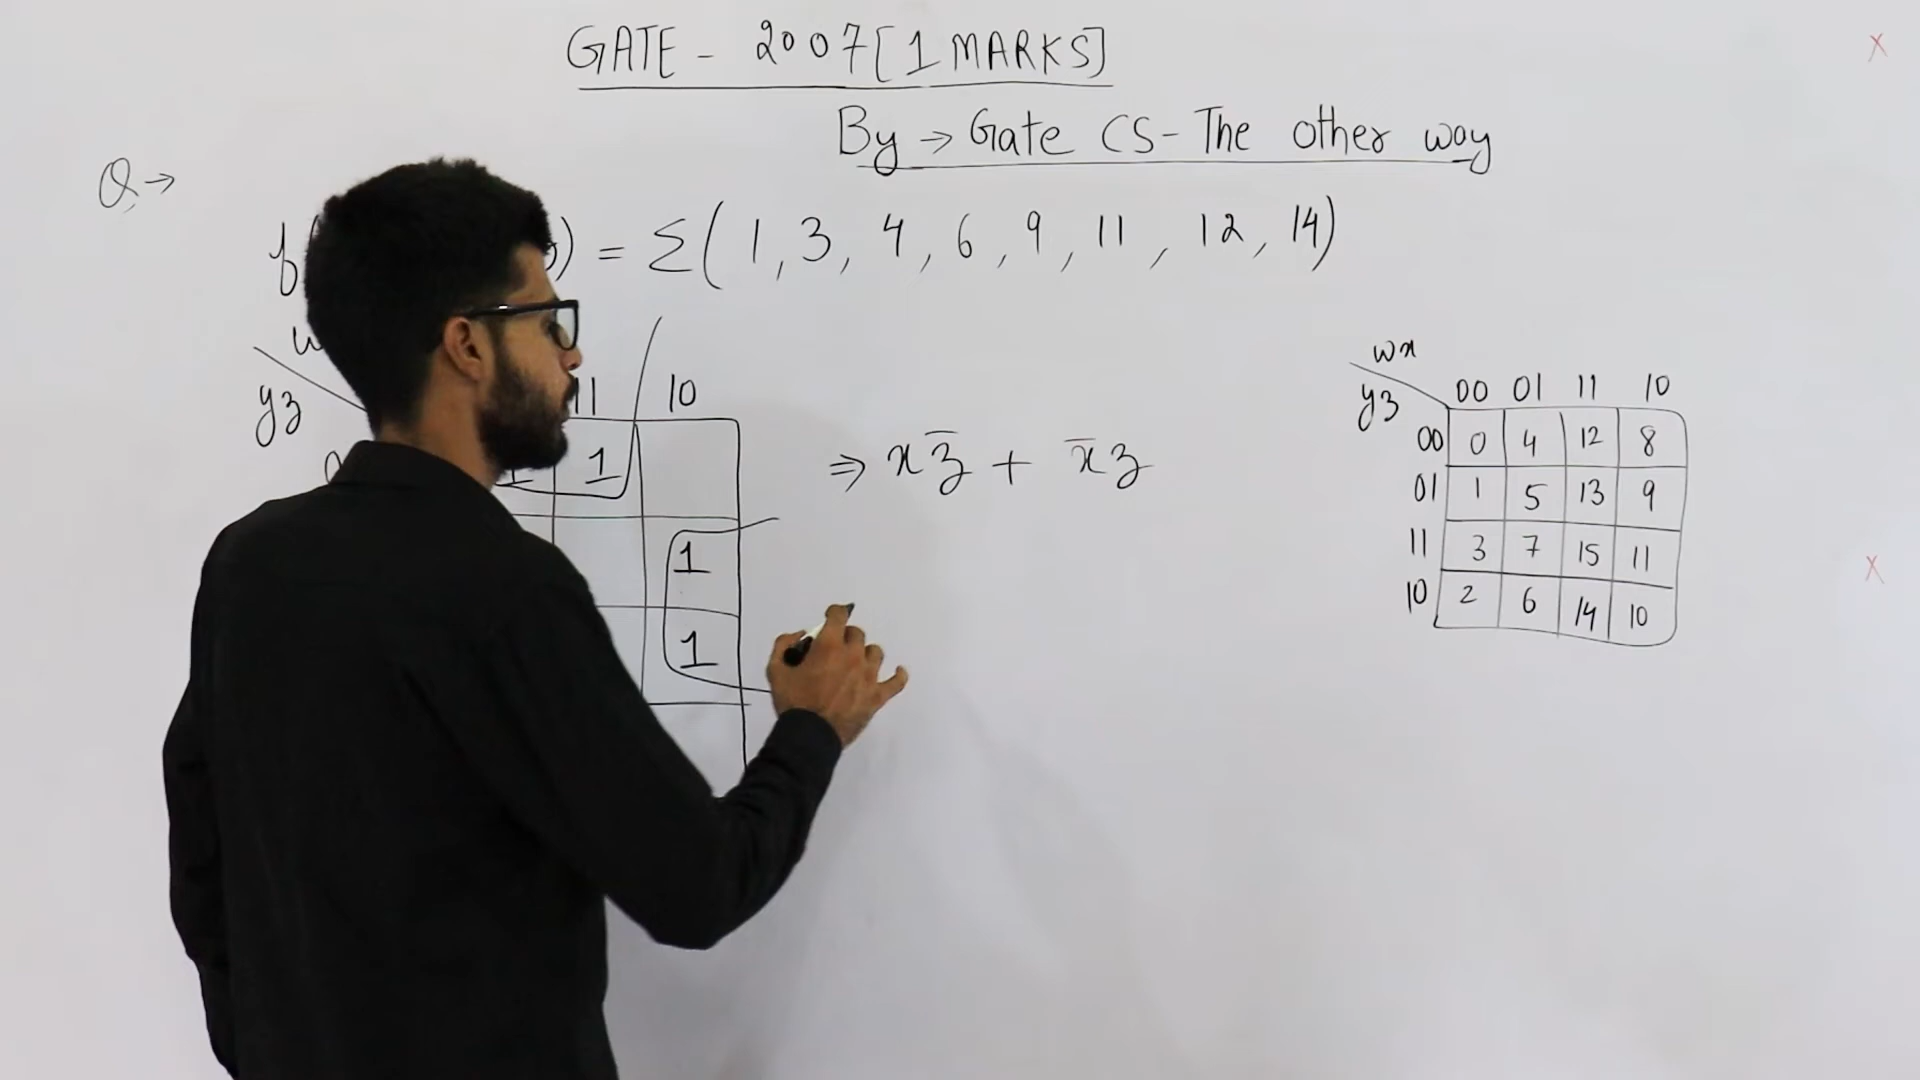 GATE - 2007 [1 MARKS]
By → Gate CS - The other way
Q →
f( ) = Σ(1, 3, 4, 6, 9, 11, 12, 14)
w
yz
11 10
1 1
1
1
⇒ xz̅ + x̅z
wx
yz
00 01 11 10
00 0 4 12 8
01 1 5 13 9
11 3 7 15 11
10 2 6 14 10